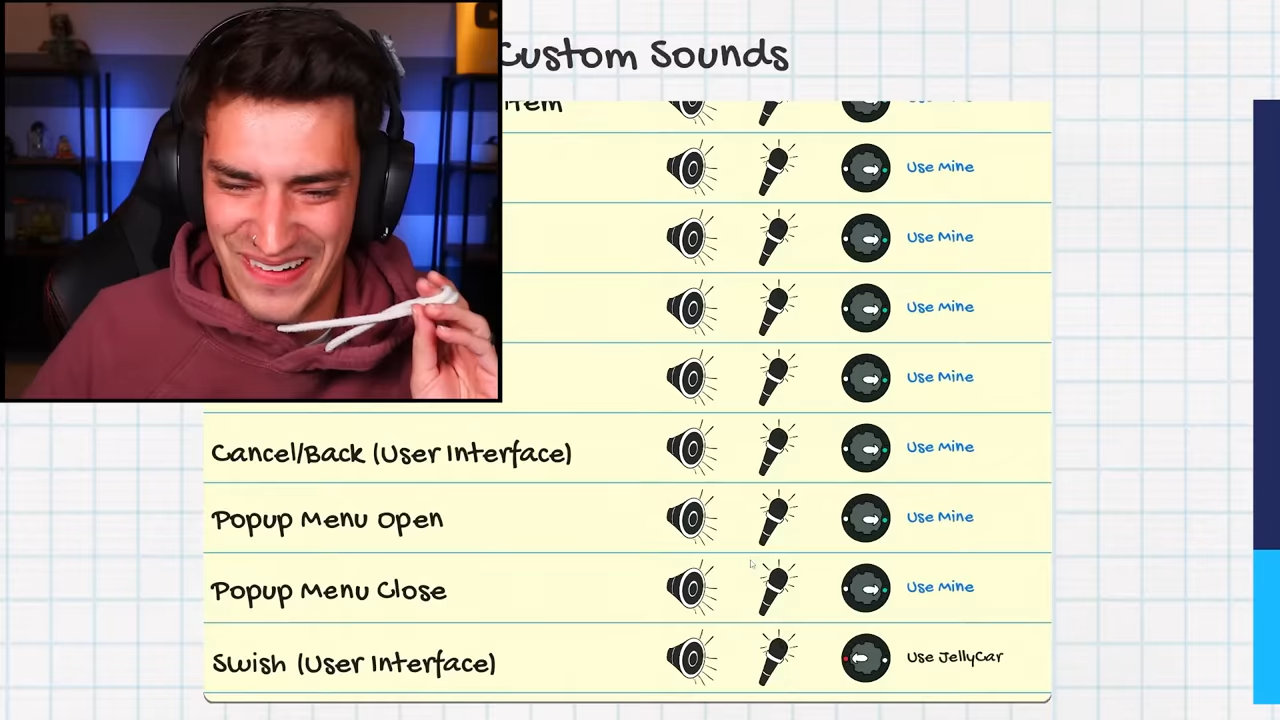 Custom Sounds
Item
Use Mine
Use Mine
Use Mine
Use Mine
Cancel/Back (User Interface) Use Mine
Popup Menu Open Use Mine
Popup Menu Close Use Mine
Swish (User Interface) Use JellyCar